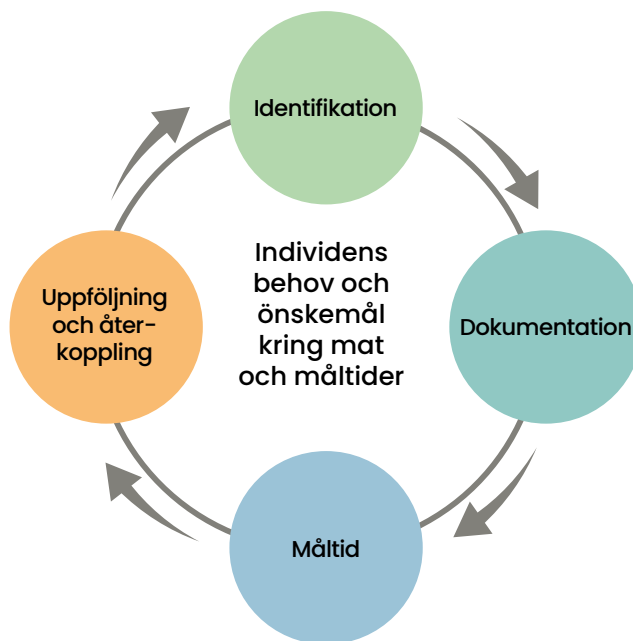 Identifikation
Individens
behov och
önskemål
kring mat
och måltider
Dokumentation
Måltid
Uppföljning
och åter-
koppling